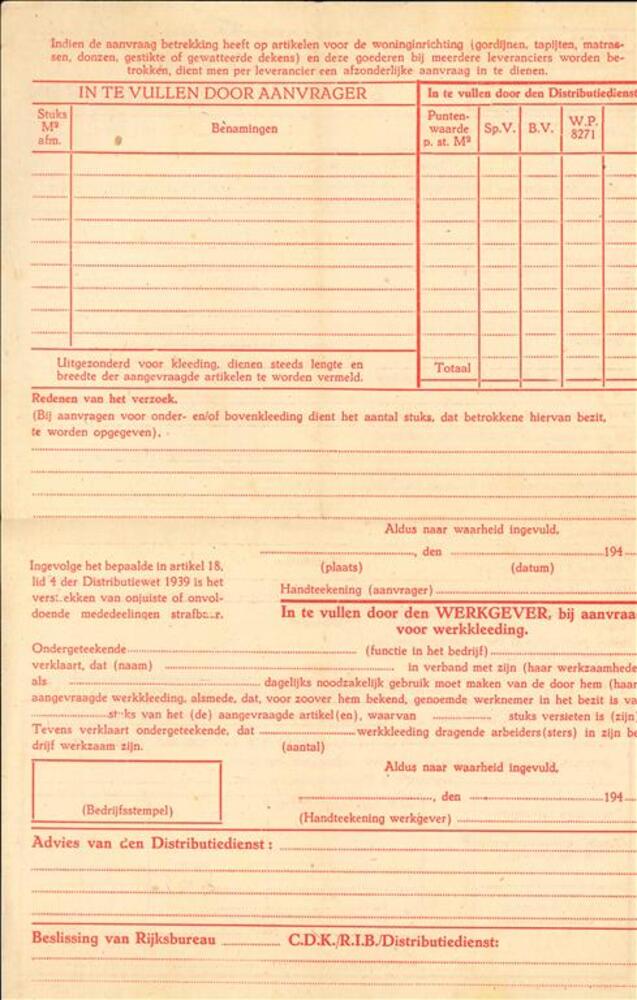 Indien de aanvraag betrekking heeft op artikelen voor de woninginrichting (gordijnen, tapijten, matras-
sen, donzen, gestikte of gewatteerde dekens) en deze goederen bij meerdere leveranciers worden be-
trokken, dient men per leverancier een afzonderlijke aanvraag in te dienen.
IN TE VULLEN DOOR AANVRAGER
In te vullen door den Distributiedienst
Stuks
M²
afm.
Benamingen
Punten-
waarde
p. st. M²
Sp.V.
B.V.
W.P.
8271
Uitgezonderd voor kleeding, dienen steeds lengte en
breedte der aangevraagde artikelen te worden vermeld.
Totaal
Redenen van het verzoek.
(Bij aanvragen voor onder- en/of bovenkleeding dient het aantal stuks, dat betrokkene hiervan bezit,
te worden opgegeven).
Aldus naar waarheid ingevuld,
, den 194
(plaats) (datum)
Handteekening (aanvrager)
Ingevolge het bepaalde in artikel 18,
lid 4 der Distributiewet 1939 is het
verstrekken van onjuiste of onvol-
doende mededeelingen strafbaar.
In te vullen door den WERKGEVER, bij aanvraa
voor werkkleeding.
Ondergeteekende (functie in het bedrijf)
verklaart, dat (naam) in verband met zijn (haar werkzaamhede
als dagelijks noodzakelijk gebruik moet maken van de door hem (haar
aangevraagde werkkleeding, alsmede, dat, voor zoover hem bekend, genoemde werknemer in het bezit is va
stuks van het (de) aangevraagde artikel(en), waarvan stuks versleten is (zijn)
Tevens verklaart ondergeteekende, dat werkkleeding dragende arbeiders(sters) in zijn be
drijf werkzaam zijn. (aantal)
Aldus naar waarheid ingevuld,
, den 194
(Bedrijfsstempel)
(Handteekening werkgever)
Advies van den Distributiedienst:
Beslissing van Rijksbureau C.D.K./R.I.B./Distributiedienst: